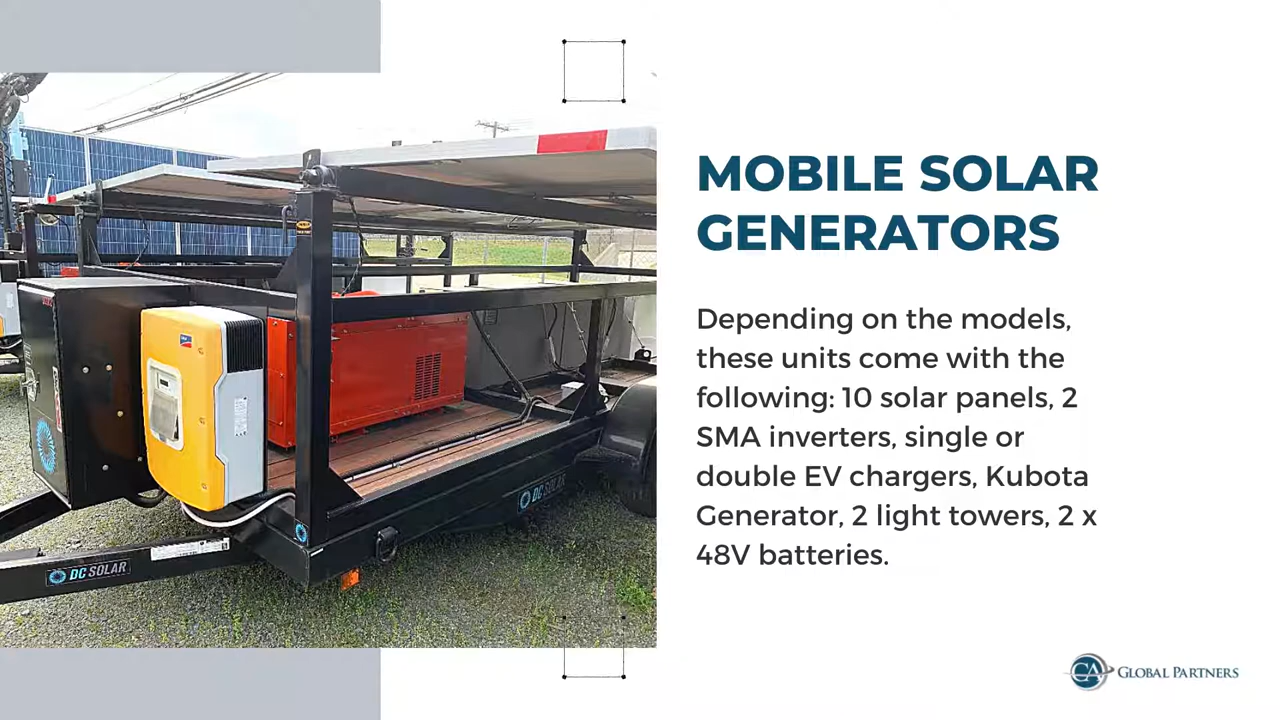 MOBILE SOLAR
GENERATORS
Depending on the models,
these units come with the
following: 10 solar panels, 2
SMA inverters, single or
double EV chargers, Kubota
Generator, 2 light towers, 2 x
48V batteries.
DC SOLAR
DC SOLAR
CA GLOBAL PARTNERS